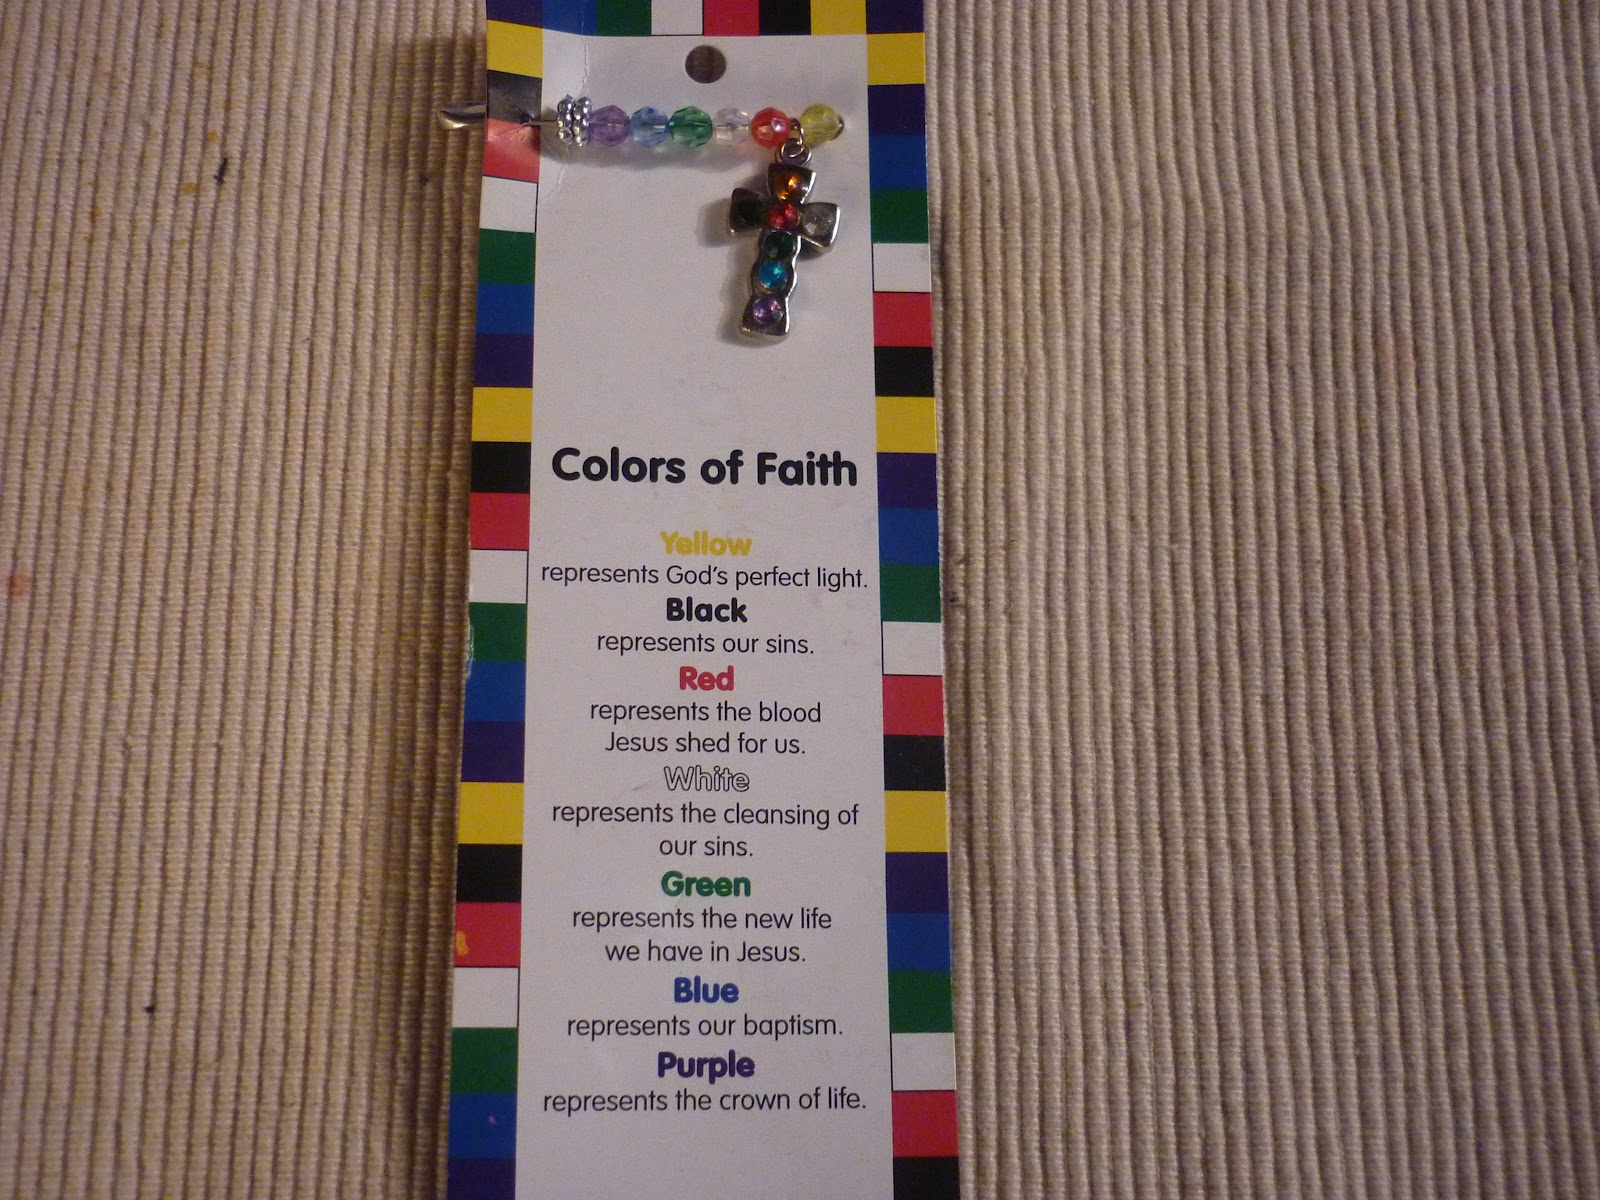 Colors of Faith
Yellow
represents God's perfect light.
Black
represents our sins.
Red
represents the blood
Jesus shed for us.
White
represents the cleansing of
our sins.
Green
represents the new life
we have in Jesus.
Blue
represents our baptism.
Purple
represents the crown of life.